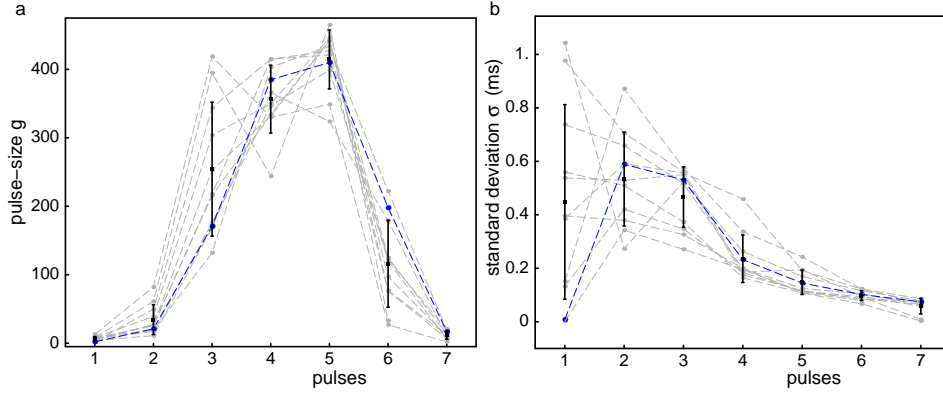 a
pulse−size g
400
300
200
100
0
1 2 3 4 5 6 7
pulses
b
standard deviation σ (ms)
1.
0.8
0.6
0.4
0.2
0
1 2 3 4 5 6 7
pulses